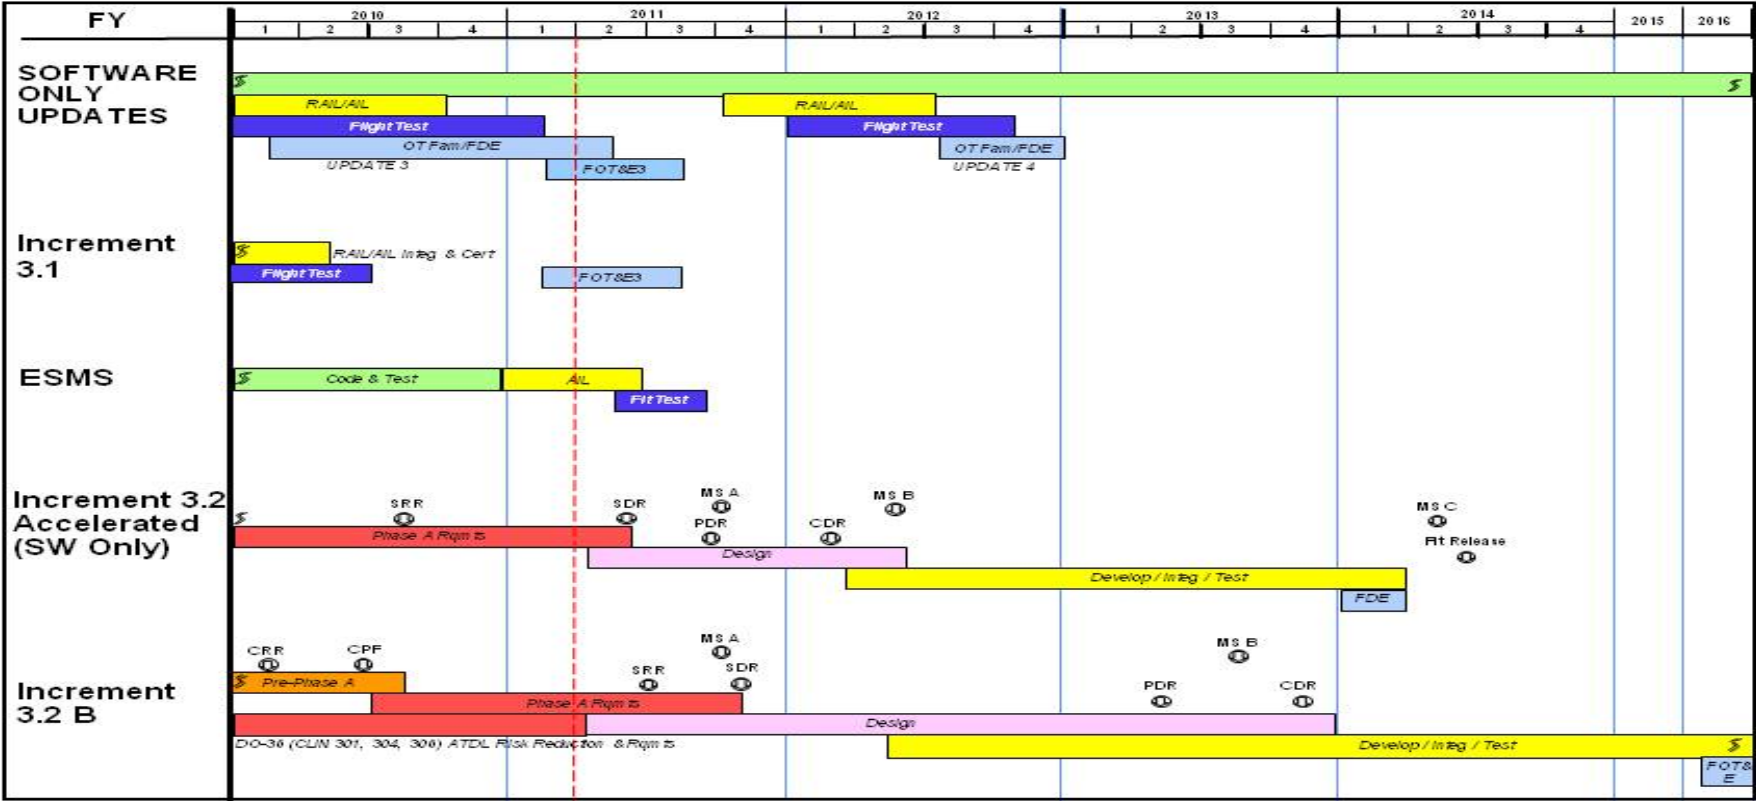 FY
2010
2011
2012
2013
2014
2015
2016
1 2 3 4 1 2 3 4 1 2 3 4 1 2 3 4 1 2 3 4
SOFTWARE
ONLY
UPDATES
RAIL/AIL
RAIL/AIL
Flight Test
Flight Test
OT Fam/FDE
OT Fam/FDE
UPDATE 3
FOT&E3
UPDATE 4
Increment
3.1
RAIL/AIL Integ & Cert
Flight Test
FOT&E3
ESMS
Code & Test
AIL
Flt Test
Increment 3.2
Accelerated
(SW Only)
SRR
SDR
MS A
PDR
CDR
MS B
MS C
Flt Release
Phase A Rqmts
Design
Develop / Integ / Test
FDE
Increment
3.2 B
CRR
CPF
SRR
MS A
SDR
MS B
PDR
CDR
Pre-Phase A
Phase A Rqmts
Design
DO-36 (CLIN 301, 304, 306) ATDL Risk Reduction & Rqmts
Develop / Integ / Test
FOT&
E